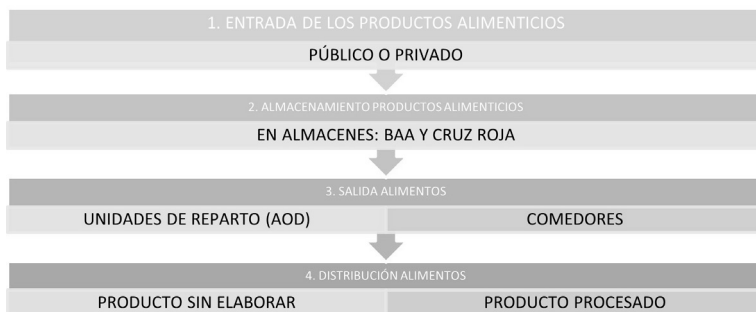 1. ENTRADA DE LOS PRODUCTOS ALIMENTICIOS
PÚBLICO O PRIVADO
2. ALMACENAMIENTO PRODUCTOS ALIMENTICIOS
EN ALMACENES: BAA Y CRUZ ROJA
3. SALIDA ALIMENTOS
UNIDADES DE REPARTO (AOD)
COMEDORES
4. DISTRIBUCIÓN ALIMENTOS
PRODUCTO SIN ELABORAR
PRODUCTO PROCESADO